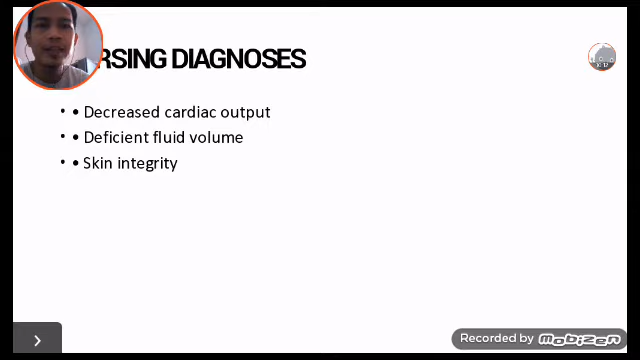 RSING DIAGNOSES
• • Decreased cardiac output
• • Deficient fluid volume
• • Skin integrity
Recorded by MOBIZEN